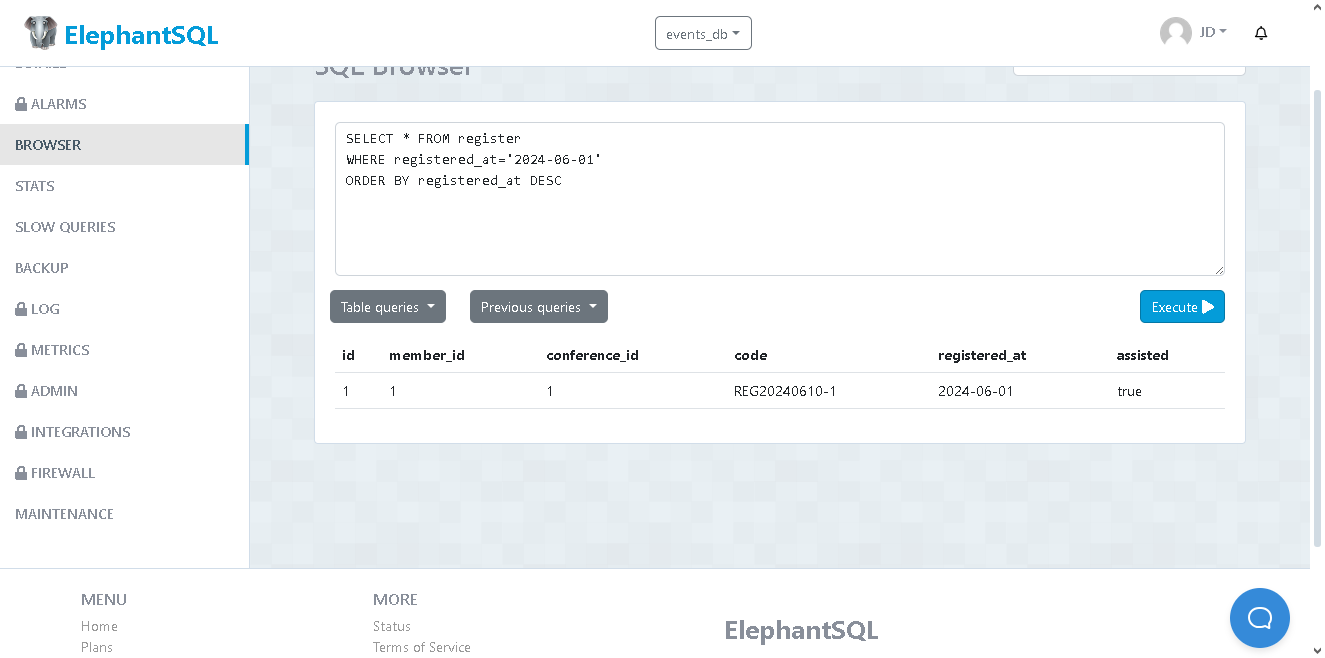 ElephantSQL
events_db
JD
SQL Browser
ALARMS
BROWSER
STATS
SLOW QUERIES
BACKUP
LOG
METRICS
ADMIN
INTEGRATIONS
FIREWALL
MAINTENANCE
SELECT * FROM register
WHERE registered_at='2024-06-01'
ORDER BY registered_at DESC
Table queries
Previous queries
Execute
id member_id conference_id code registered_at assisted
1 1 1 REG20240610-1 2024-06-01 true
MENU
Home
Plans
MORE
Status
Terms of Service
ElephantSQL